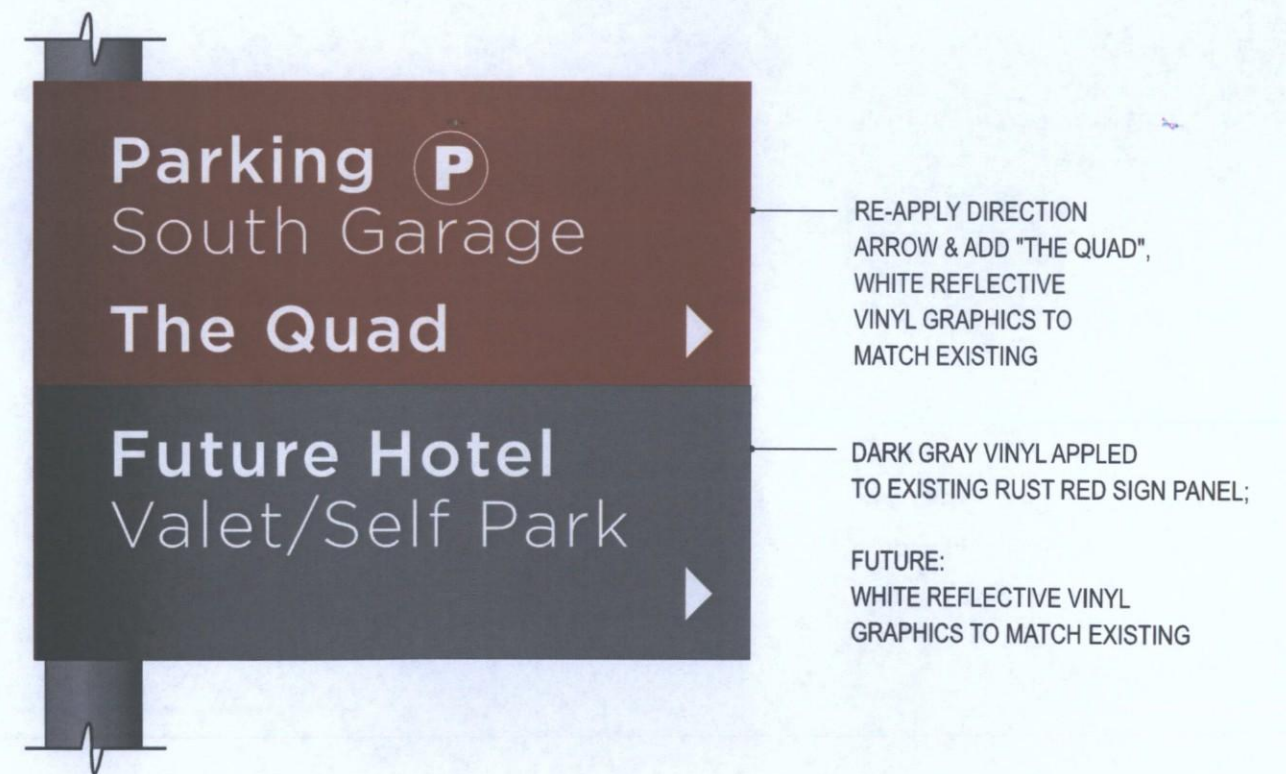 Parking P
South Garage
The Quad
Future Hotel
Valet/Self Park
RE-APPLY DIRECTION
ARROW & ADD "THE QUAD",
WHITE REFLECTIVE
VINYL GRAPHICS TO
MATCH EXISTING
DARK GRAY VINYL APPLED
TO EXISTING RUST RED SIGN PANEL;
FUTURE:
WHITE REFLECTIVE VINYL
GRAPHICS TO MATCH EXISTING